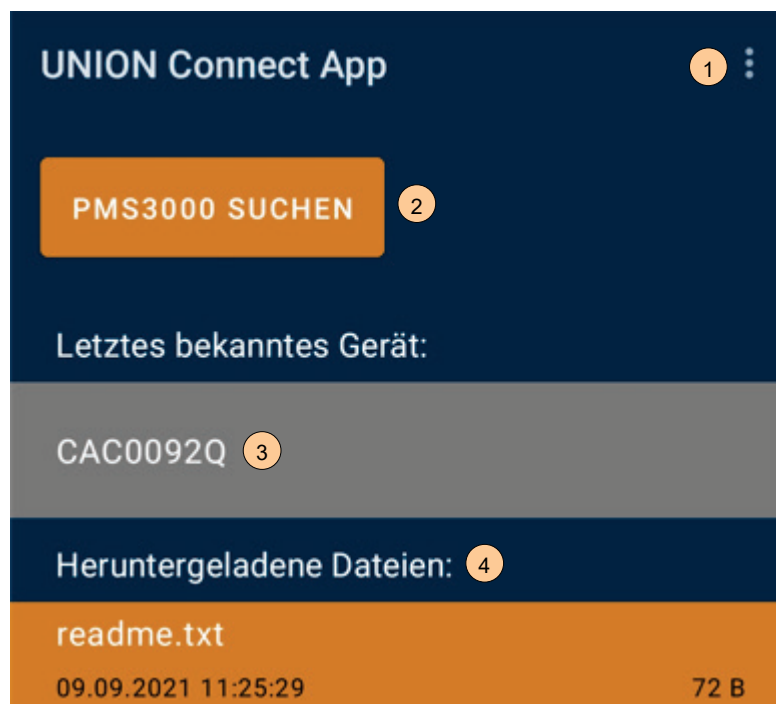 UNION Connect App 1
PMS3000 SUCHEN 2
Letztes bekanntes Gerät:
CAC0092Q 3
Heruntergeladene Dateien: 4
readme.txt
09.09.2021 11:25:29 72 B